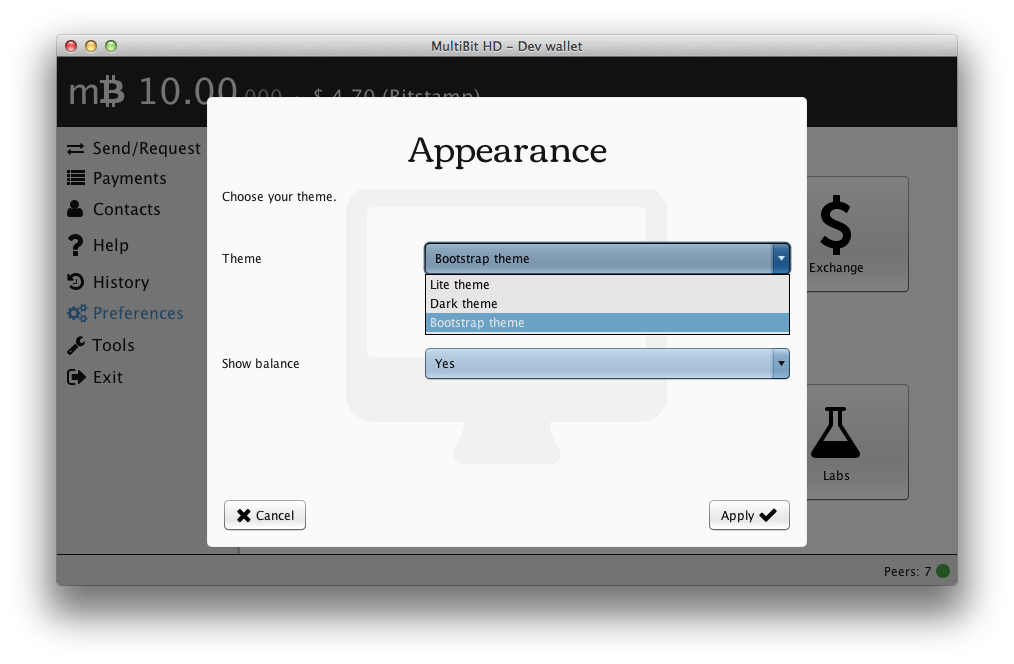 MultiBit HD – Dev wallet
mɃ 10.00 000 ~ $ 4.70 (Bitstamp)
Send/Request
Payments
Contacts
Help
History
Preferences
Tools
Exit
Appearance
Choose your theme.
Theme
Bootstrap theme
Lite theme
Dark theme
Bootstrap theme
Show balance
Yes
Cancel
Apply
Exchange
Labs
Peers: 7